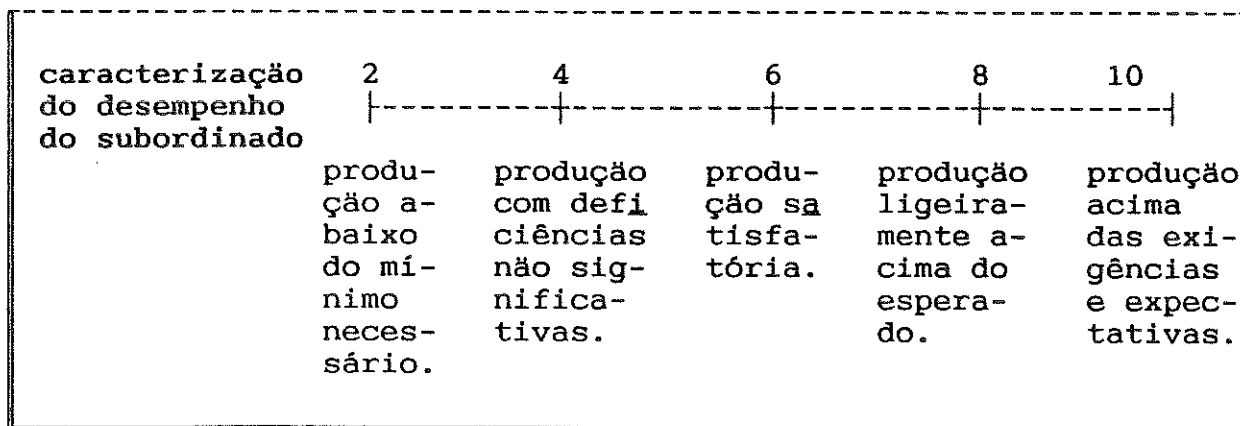 caracterização 2 4 6 8 10
do desempenho
do subordinado
produ- produção produ- produção produção
ção a- com defi ção sa ligeira- acima
baixo ciências tisfa- mente a- das exi-
do mí- não sig- tória. cima do gências
nimo nifica- espera- e expec-
neces- tivas. do. tativas.
sário.